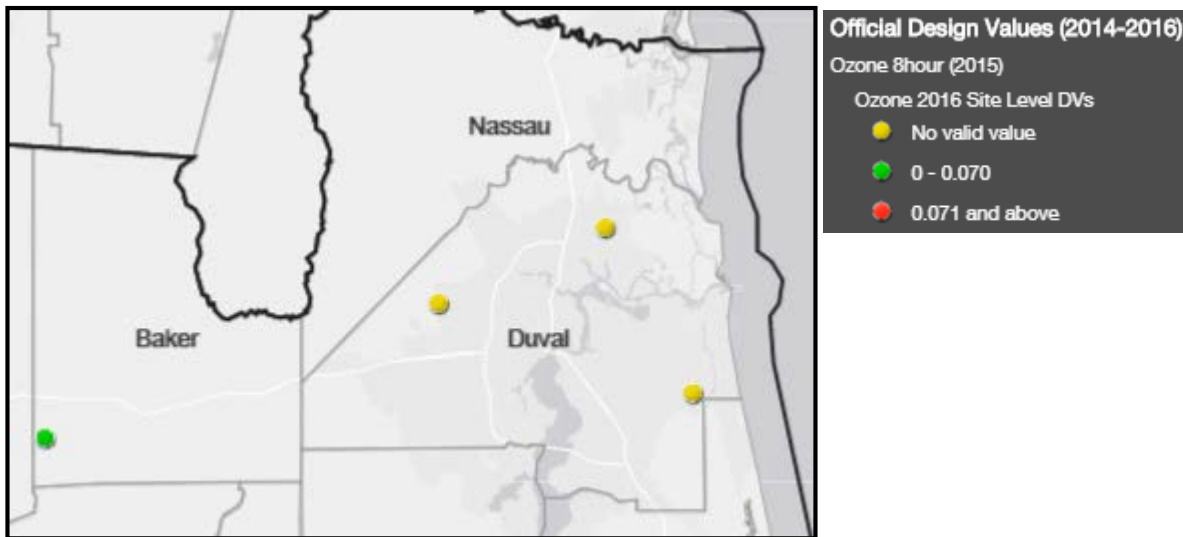 Nassau
Baker
Duval
Official Design Values (2014-2016)
Ozone 8hour (2015)
Ozone 2016 Site Level DVs
No valid value
0 - 0.070
0.071 and above